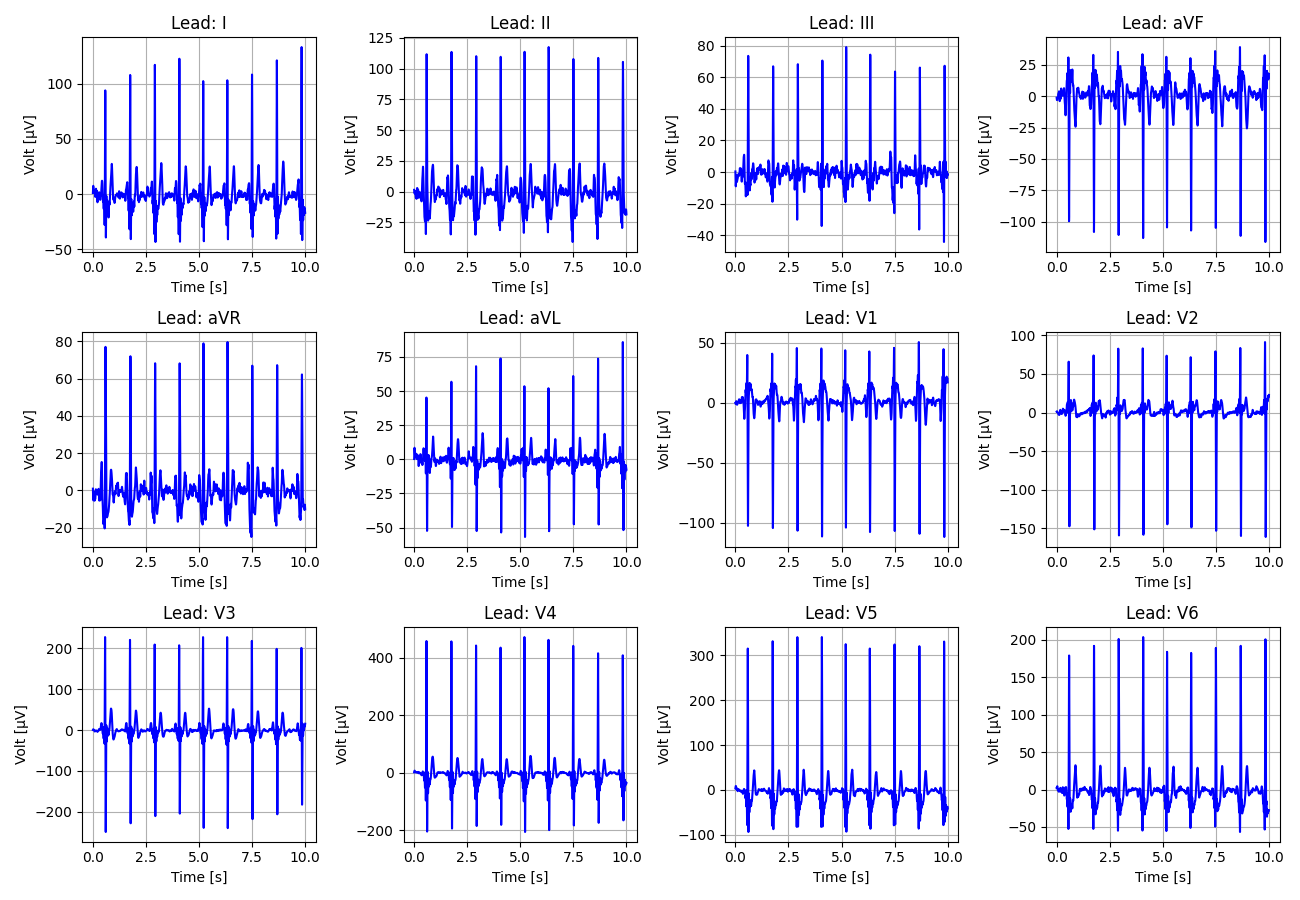 Lead: I
Volt [µV]
100
50
0
−50
0.0 2.5 5.0 7.5 10.0
Time [s]
Lead: II
Volt [µV]
125
100
75
50
25
0
−25
0.0 2.5 5.0 7.5 10.0
Time [s]
Lead: III
Volt [µV]
80
60
40
20
0
−20
−40
0.0 2.5 5.0 7.5 10.0
Time [s]
Lead: aVF
Volt [µV]
25
0
−25
−50
−75
−100
0.0 2.5 5.0 7.5 10.0
Time [s]
Lead: aVR
Volt [µV]
80
60
40
20
0
−20
0.0 2.5 5.0 7.5 10.0
Time [s]
Lead: aVL
Volt [µV]
75
50
25
0
−25
−50
0.0 2.5 5.0 7.5 10.0
Time [s]
Lead: V1
Volt [µV]
50
0
−50
−100
0.0 2.5 5.0 7.5 10.0
Time [s]
Lead: V2
Volt [µV]
100
50
0
−50
−100
−150
0.0 2.5 5.0 7.5 10.0
Time [s]
Lead: V3
Volt [µV]
200
100
0
−100
−200
0.0 2.5 5.0 7.5 10.0
Time [s]
Lead: V4
Volt [µV]
400
200
0
−200
0.0 2.5 5.0 7.5 10.0
Time [s]
Lead: V5
Volt [µV]
300
200
100
0
−100
0.0 2.5 5.0 7.5 10.0
Time [s]
Lead: V6
Volt [µV]
200
150
100
50
0
−50
0.0 2.5 5.0 7.5 10.0
Time [s]